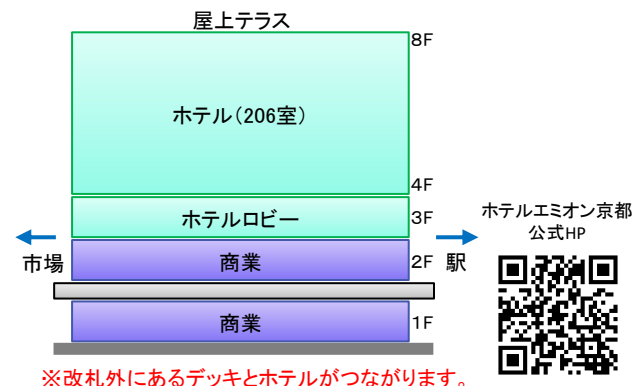 屋上テラス
8F
ホテル（206室）
4F
ホテルロビー
3F
ホテルエミオン京都
公式HP
市場
商業
2F
駅
商業
1F
※改札外にあるデッキとホテルがつながります。